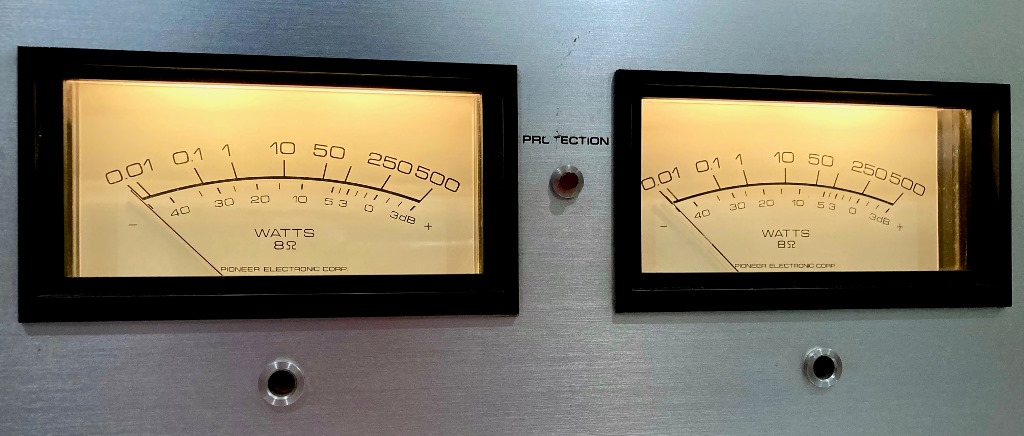 0.01 0.1 1 10 50 250 500
40 30 20 10 5 3 0 3dB
− +
WATTS
8Ω
PIONEER ELECTRONIC CORP.
PROTECTION
0.01 0.1 1 10 50 250 500
40 30 20 10 5 3 0 3dB
− +
WATTS
8Ω
PIONEER ELECTRONIC CORP.